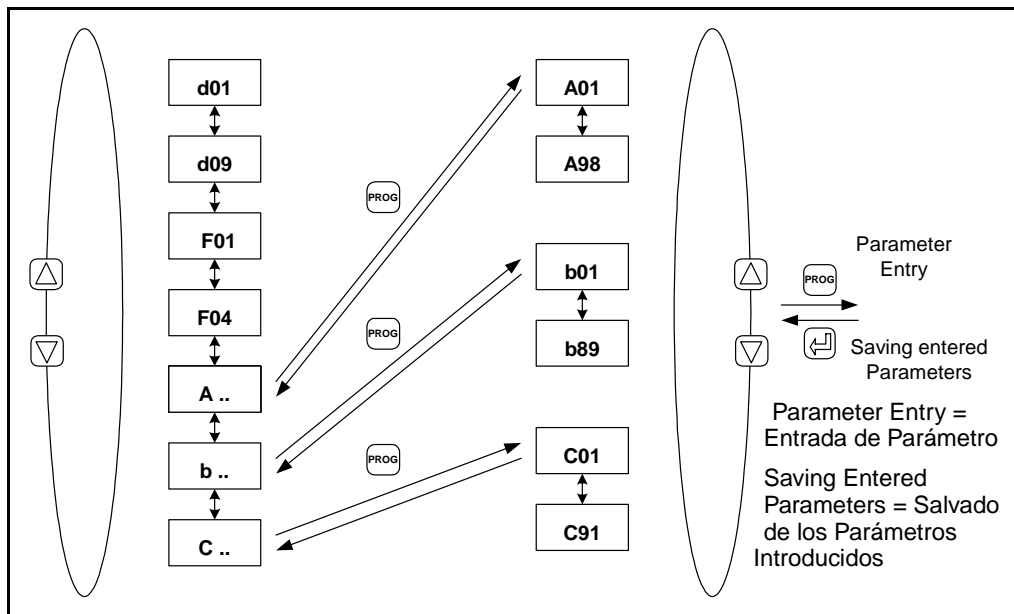 d01
d09
F01
F04
A ..
b ..
C ..
PROG
PROG
PROG
A01
A98
b01
b89
C01
C91
PROG
Parameter
Entry
Saving entered
Parameters
Parameter Entry =
Entrada de Parámetro
Saving Entered
Parameters = Salvado
de los Parámetros
Introducidos